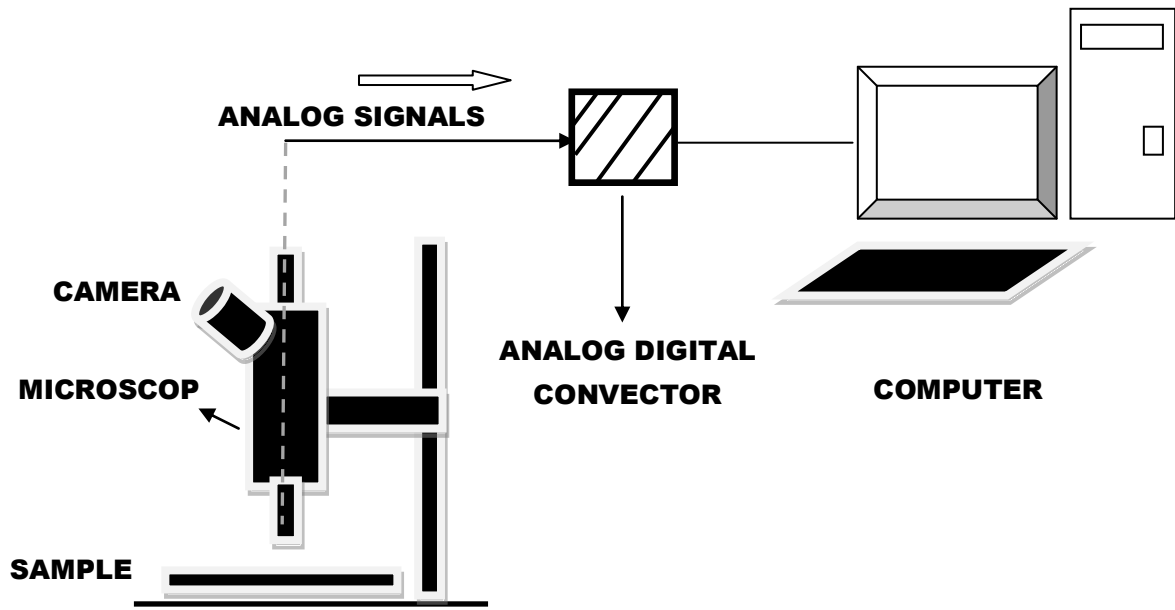 ANALOG SIGNALS
CAMERA
MICROSCOP
SAMPLE
ANALOG DIGITAL
CONVECTOR
COMPUTER